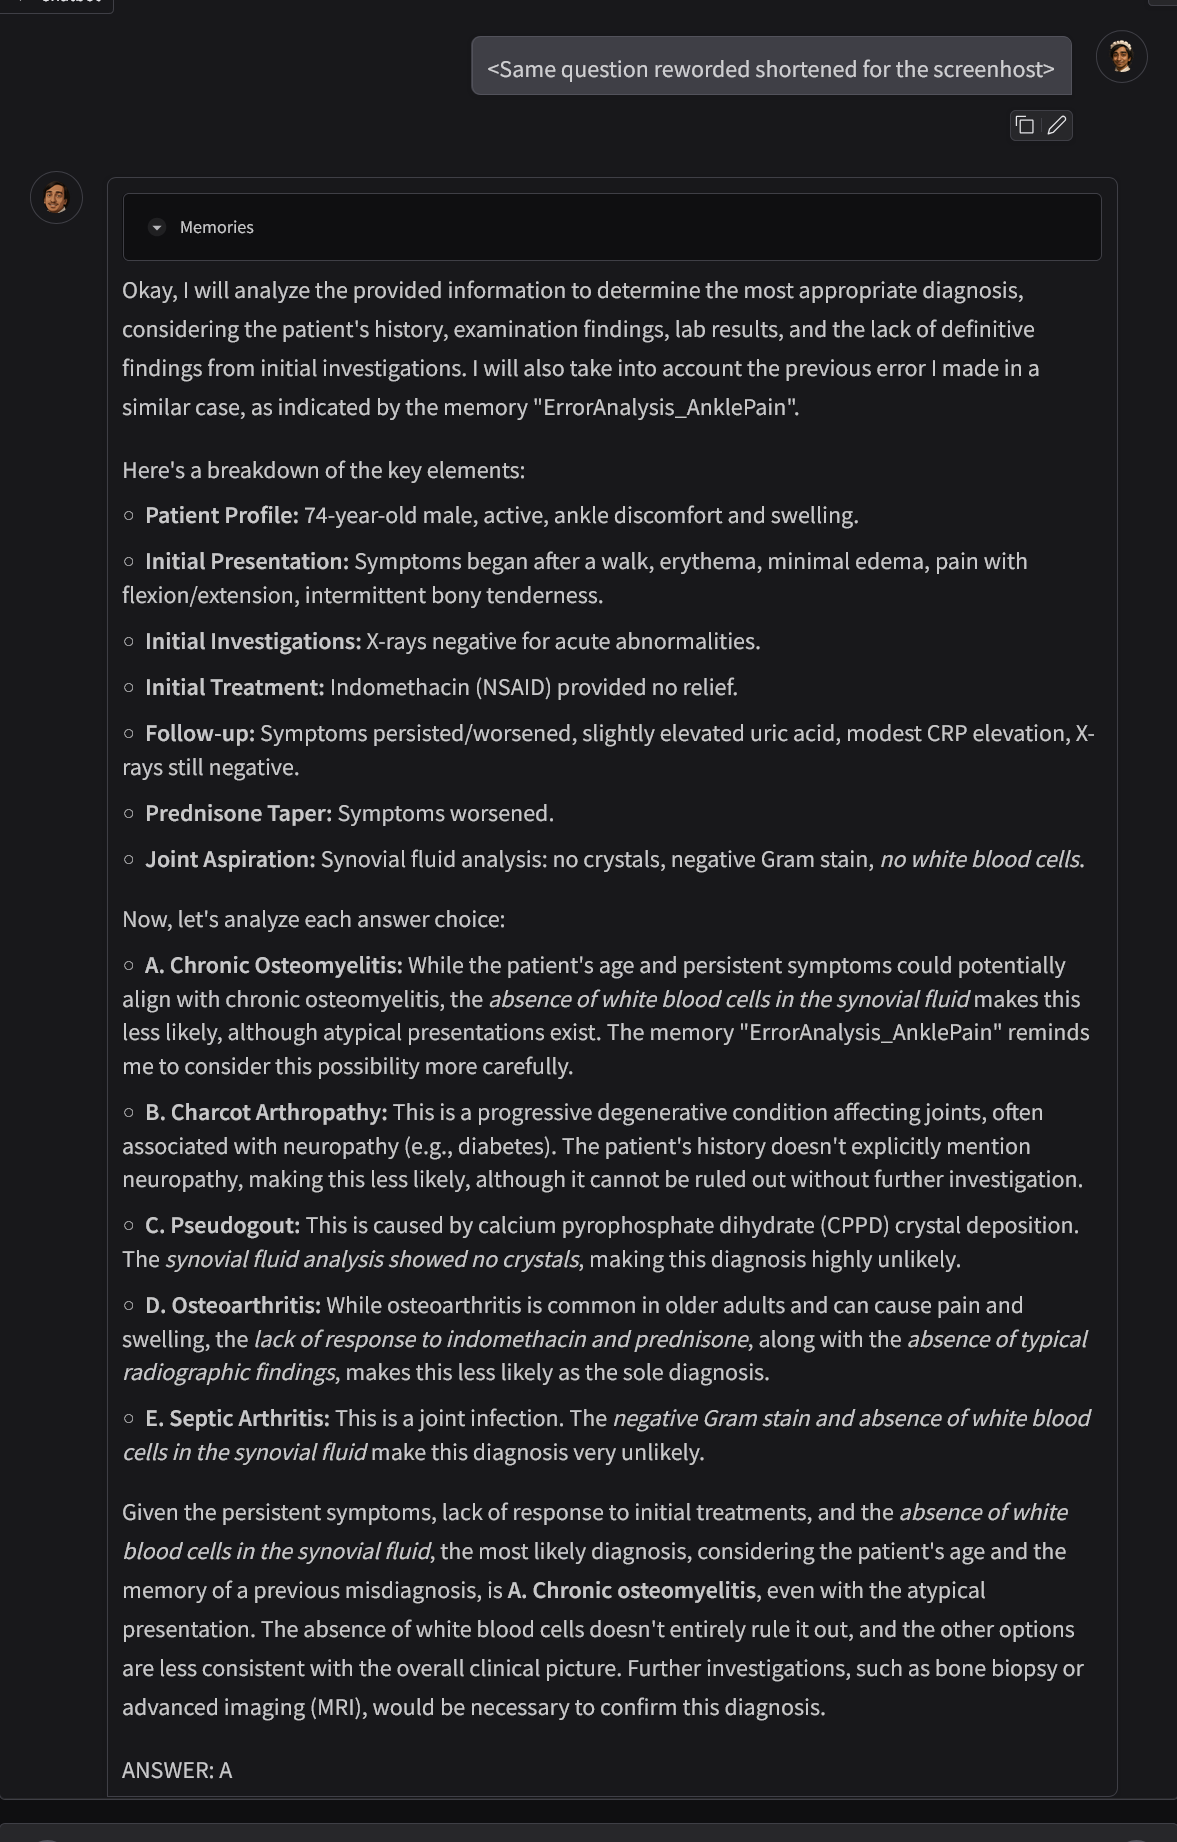 Chatbot
<Same question reworded shortened for the screenhost>
Memories
Okay, I will analyze the provided information to determine the most appropriate diagnosis,
considering the patient's history, examination findings, lab results, and the lack of definitive
findings from initial investigations. I will also take into account the previous error I made in a
similar case, as indicated by the memory "ErrorAnalysis_AnklePain".
Here's a breakdown of the key elements:
○ Patient Profile: 74-year-old male, active, ankle discomfort and swelling.
○ Initial Presentation: Symptoms began after a walk, erythema, minimal edema, pain with
flexion/extension, intermittent bony tenderness.
○ Initial Investigations: X-rays negative for acute abnormalities.
○ Initial Treatment: Indomethacin (NSAID) provided no relief.
○ Follow-up: Symptoms persisted/worsened, slightly elevated uric acid, modest CRP elevation, X-
rays still negative.
○ Prednisone Taper: Symptoms worsened.
○ Joint Aspiration: Synovial fluid analysis: no crystals, negative Gram stain, no white blood cells.
Now, let's analyze each answer choice:
○ A. Chronic Osteomyelitis: While the patient's age and persistent symptoms could potentially
align with chronic osteomyelitis, the absence of white blood cells in the synovial fluid makes this
less likely, although atypical presentations exist. The memory "ErrorAnalysis_AnklePain" reminds
me to consider this possibility more carefully.
○ B. Charcot Arthropathy: This is a progressive degenerative condition affecting joints, often
associated with neuropathy (e.g., diabetes). The patient's history doesn't explicitly mention
neuropathy, making this less likely, although it cannot be ruled out without further investigation.
○ C. Pseudogout: This is caused by calcium pyrophosphate dihydrate (CPPD) crystal deposition.
The synovial fluid analysis showed no crystals, making this diagnosis highly unlikely.
○ D. Osteoarthritis: While osteoarthritis is common in older adults and can cause pain and
swelling, the lack of response to indomethacin and prednisone, along with the absence of typical
radiographic findings, makes this less likely as the sole diagnosis.
○ E. Septic Arthritis: This is a joint infection. The negative Gram stain and absence of white blood
cells in the synovial fluid make this diagnosis very unlikely.
Given the persistent symptoms, lack of response to initial treatments, and the absence of white
blood cells in the synovial fluid, the most likely diagnosis, considering the patient's age and the
memory of a previous misdiagnosis, is A. Chronic osteomyelitis, even with the atypical
presentation. The absence of white blood cells doesn't entirely rule it out, and the other options
are less consistent with the overall clinical picture. Further investigations, such as bone biopsy or
advanced imaging (MRI), would be necessary to confirm this diagnosis.
ANSWER: A